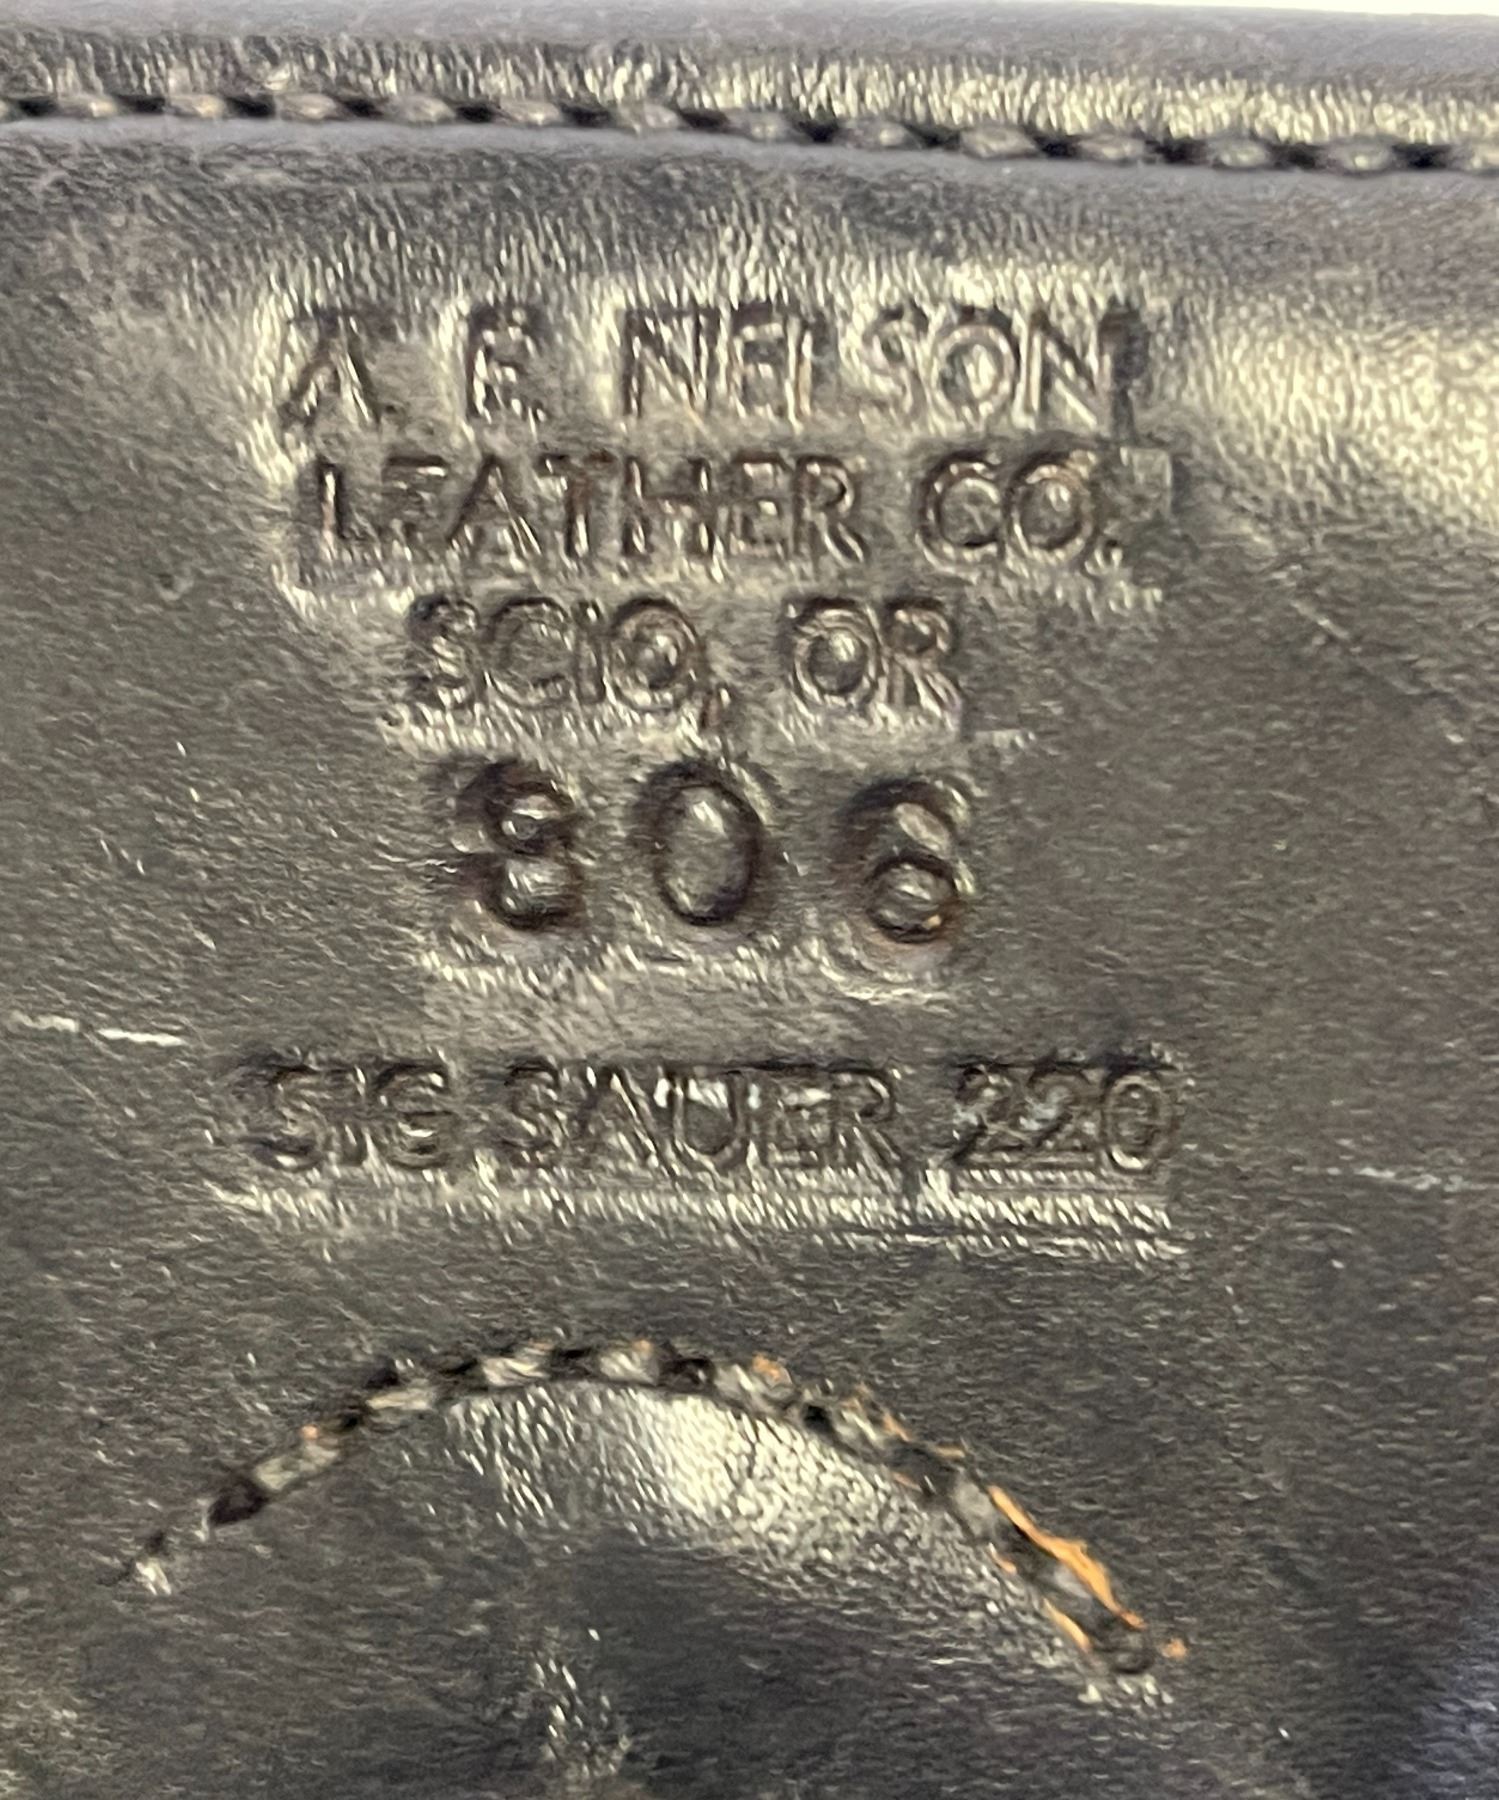 A. E. NELSON
LEATHER CO.
SCIO, OR
806
SIG SAUER 220